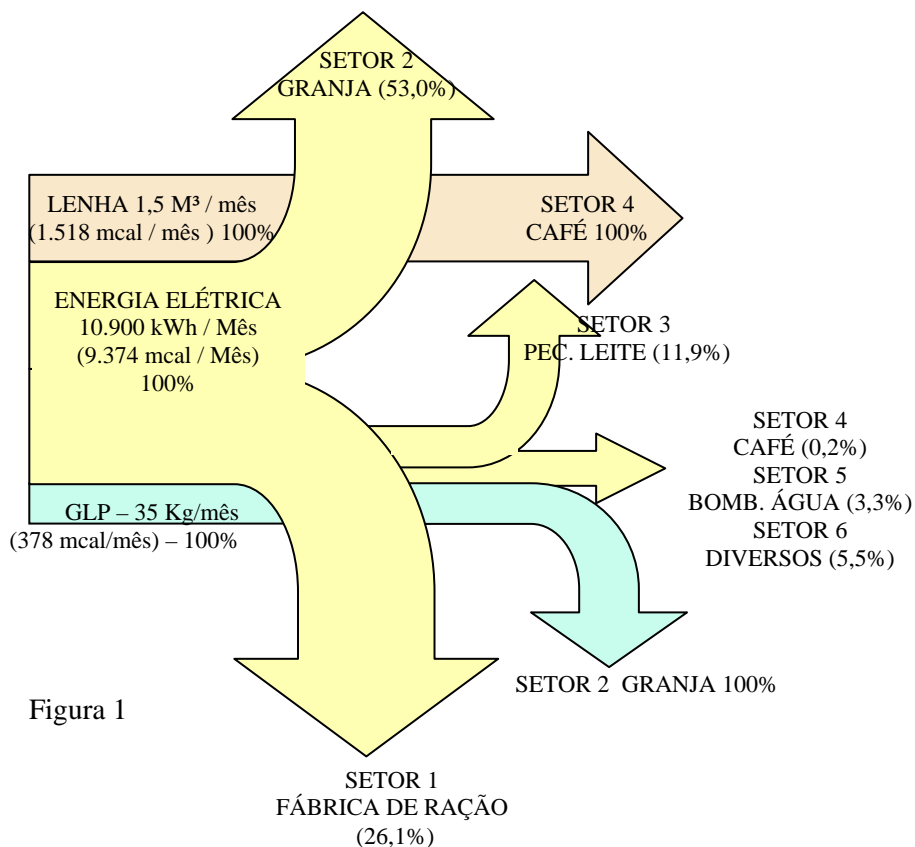 SETOR 2
GRANJA (53,0%)
LENHA 1,5 M³ / mês
(1.518 mcal / mês ) 100%
SETOR 4
CAFÉ 100%
ENERGIA ELÉTRICA
10.900 kWh / Mês
(9.374 mcal / Mês)
100%
SETOR 3
PEC. LEITE (11,9%)
SETOR 4
CAFÉ (0,2%)
SETOR 5
BOMB. ÁGUA (3,3%)
SETOR 6
DIVERSOS (5,5%)
GLP – 35 Kg/mês
(378 mcal/mês) – 100%
SETOR 2 GRANJA 100%
Figura 1
SETOR 1
FÁBRICA DE RAÇÃO
(26,1%)